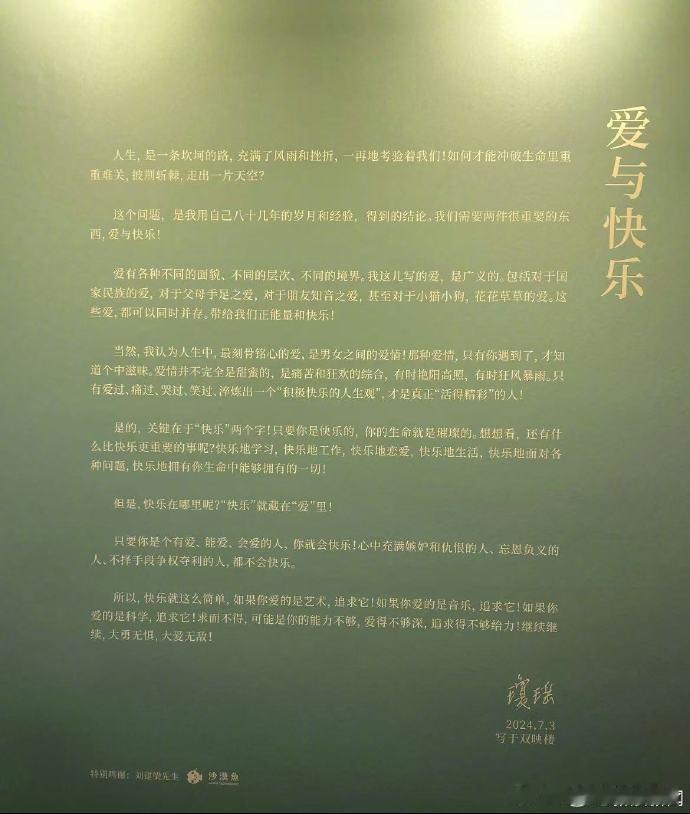 爱与快乐
人生，是一条坎坷的路，充满了风雨和挫折，一再地考验着我们！如何才能冲破生命里重
重难关，披荆斩棘，走出一片天空？
这个问题，是我用自己八十几年的岁月和经验，得到的结论。我们需要两件很重要的东
西，爱与快乐！
爱有各种不同的面貌、不同的层次、不同的境界。我这儿写的爱，是广义的。包括对于国
家民族的爱，对于父母手足之爱，对于朋友知音之爱，甚至对于小猫小狗，花花草草的爱。这
些爱，都可以同时并存。带给我们正能量和快乐！
当然，我认为人生中，最刻骨铭心的爱，是男女之间的爱情！那种爱情，只有你遇到了，才知
道个中滋味。爱情并不完全是甜蜜的，是痛苦和狂欢的综合，有时艳阳高照，有时狂风暴雨。只
有爱过、痛过、哭过、笑过、淬炼出一个“积极快乐的人生观”，才是真正“活得精彩”的人！
是的，关键在于“快乐”两个字！只要你是快乐的，你的生命就是璀璨的。想想看，还有什
么比快乐更重要的事呢？快乐地学习，快乐地工作，快乐地恋爱，快乐地生活，快乐地面对各
种问题，快乐地拥有你生命中能够拥有的一切！
但是，快乐在哪里呢？“快乐”就藏在“爱”里！
只要你是个有爱、能爱、会爱的人，你就会快乐！心中充满嫉妒和仇恨的人、忘恩负义的
人、不择手段争权夺利的人，都不会快乐。
所以，快乐就这么简单，如果你爱的是艺术，追求它！如果你爱的是音乐，追求它！如果你
爱的是科学，追求它！求而不得，可能是你的能力不够，爱得不够深，追求得不够给力！继续继
续，大勇无惧，大爱无敌！
瓊瑶
2024.7.3
写于双映楼
特别鸣谢：刘建梁先生 沙漠魚